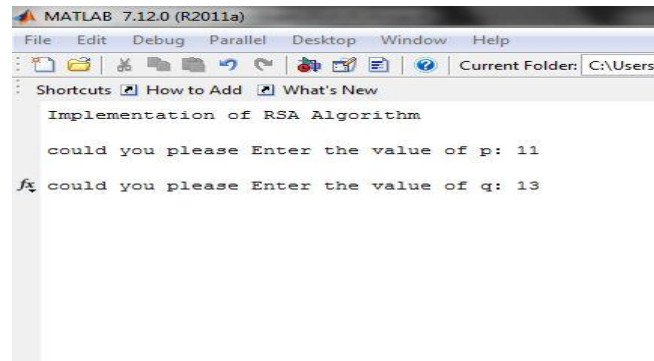 MATLAB 7.12.0 (R2011a)
File Edit Debug Parallel Desktop Window Help
Current Folder: C:\Users
Shortcuts How to Add What's New
Implementation of RSA Algorithm
could you please Enter the value of p: 11
fx could you please Enter the value of q: 13